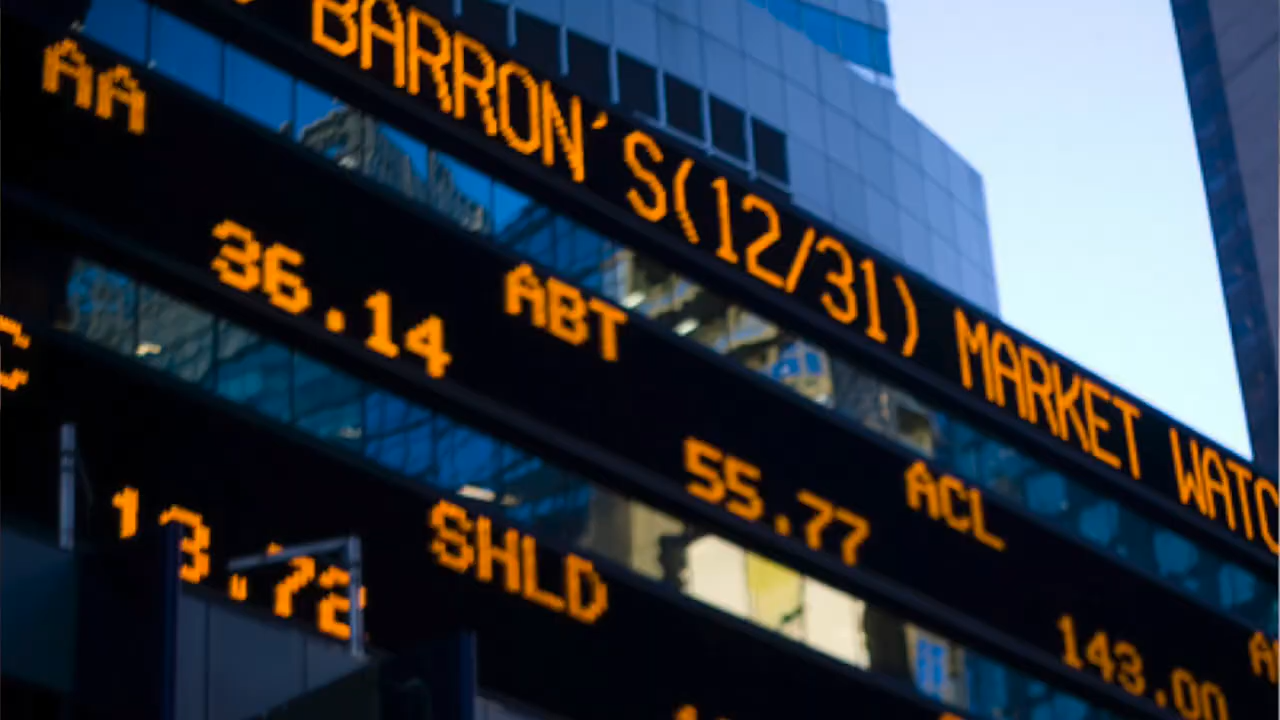 BARRON'S(12/31) MARKET WATC
AA 36.14 ABT 55.77 ACL 143.00
13.72 SHLD